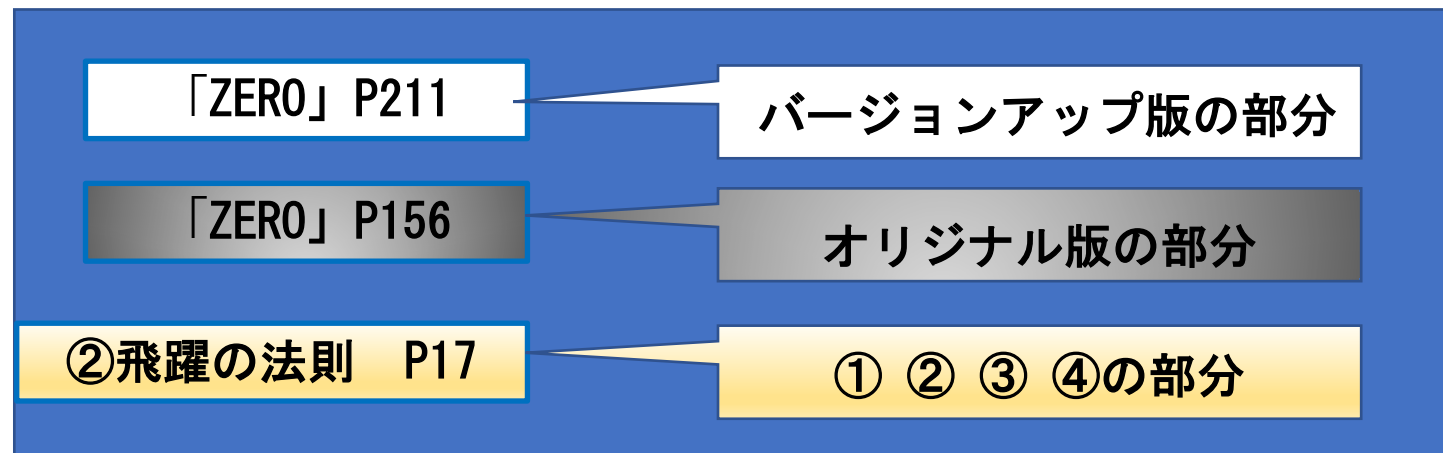 「ZERO」P211
バージョンアップ版の部分
「ZERO」P156
オリジナル版の部分
②飛躍の法則　P17
① ② ③ ④の部分